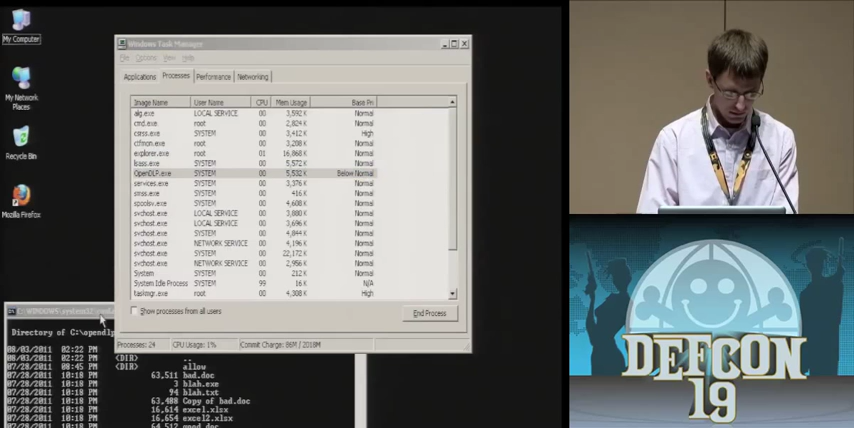 My Computer
My Network
Places
Recycle Bin
Mozilla Firefox
Windows Task Manager
File Options View Help
Applications Processes Performance Networking
Image Name User Name CPU Mem Usage Base Pri
alg.exe LOCAL SERVICE 00 3,592 K Normal
cmd.exe root 00 2,824 K Normal
csrss.exe SYSTEM 00 3,412 K High
ctfmon.exe root 00 3,208 K Normal
explorer.exe root 01 16,868 K Normal
lsass.exe SYSTEM 00 5,572 K Normal
OpenDLP.exe SYSTEM 00 5,532 K Below Normal
services.exe SYSTEM 00 3,376 K Normal
smss.exe SYSTEM 00 416 K Normal
spoolsv.exe SYSTEM 00 4,608 K Normal
svchost.exe LOCAL SERVICE 00 3,880 K Normal
svchost.exe LOCAL SERVICE 00 3,696 K Normal
svchost.exe SYSTEM 00 4,844 K Normal
svchost.exe NETWORK SERVICE 00 4,196 K Normal
svchost.exe SYSTEM 00 22,172 K Normal
svchost.exe NETWORK SERVICE 00 2,956 K Normal
System SYSTEM 00 212 K Normal
System Idle Process SYSTEM 99 16 K N/A
taskmgr.exe root 00 4,308 K High
Show processes from all users
End Process
Processes: 24 CPU Usage: 1% Commit Charge: 86M / 2018M
Directory of C:\opendlp
08/03/2011 02:22 PM
08/03/2011 02:22 PM <DIR> ..
07/28/2011 08:45 PM <DIR> allow
07/28/2011 10:18 PM 63,511 bad.doc
07/28/2011 10:18 PM 3 blah.exe
07/28/2011 10:18 PM 94 blah.txt
07/28/2011 10:18 PM 63,488 Copy of bad.doc
07/28/2011 10:18 PM 16,614 excel.xlsx
07/28/2011 10:18 PM 16,654 excel2.xlsx
07/28/2011 10:18 PM 64,512 good.doc
DEFCON
19